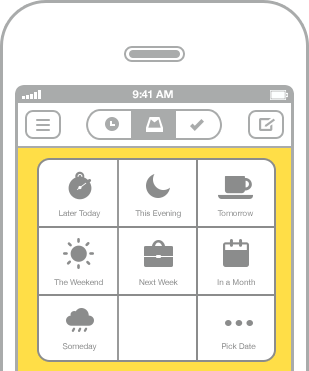 9:41 AM
Later Today
This Evening
Tomorrow
The Weekend
Next Week
In a Month
Someday
Pick Date